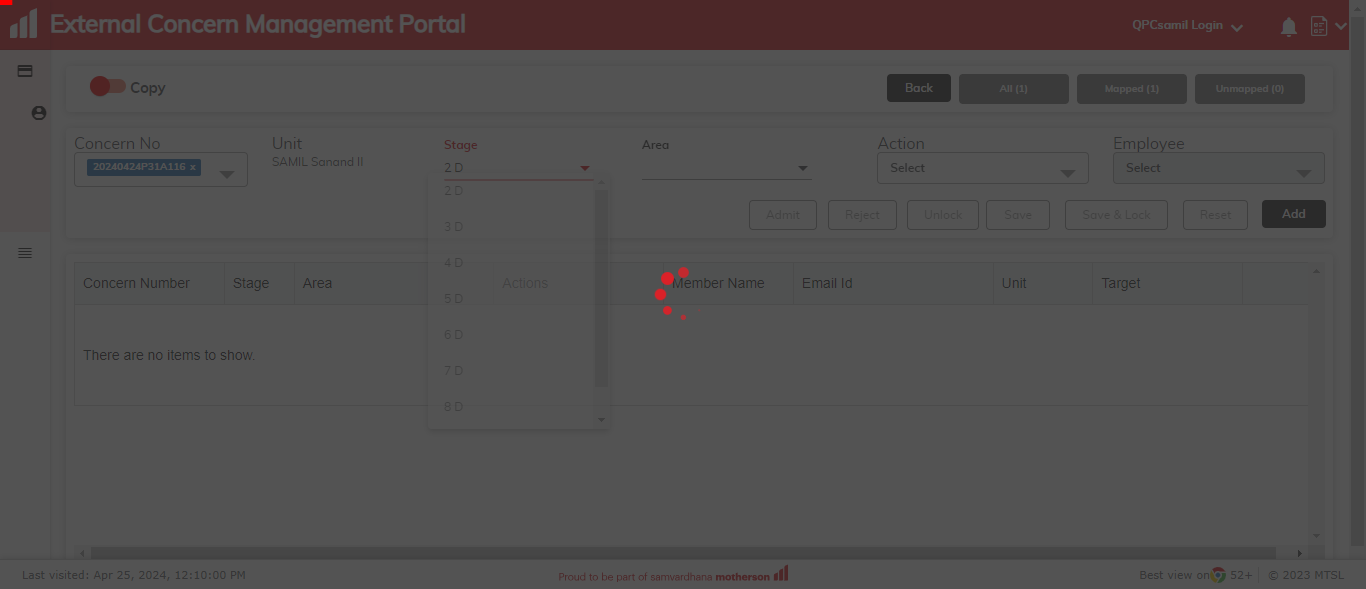 External Concern Management Portal
QPCsamil Login
Copy
Back
All (1)
Mapped (1)
Unmapped (0)
Concern No
Unit
Stage
Area
Action
Employee
20240424P31A116 x
SAMIL Sanand II
2 D
Select
Select
2 D
3 D
4 D
5 D
6 D
7 D
8 D
Admit
Reject
Unlock
Save
Save & Lock
Reset
Add
Concern Number
Stage
Area
Actions
Member Name
Email Id
Unit
Target
There are no items to show.
Last visited: Apr 25, 2024, 12:10:00 PM
Proud to be part of samvardhana motherson
Best view on 52+
© 2023 MTSL